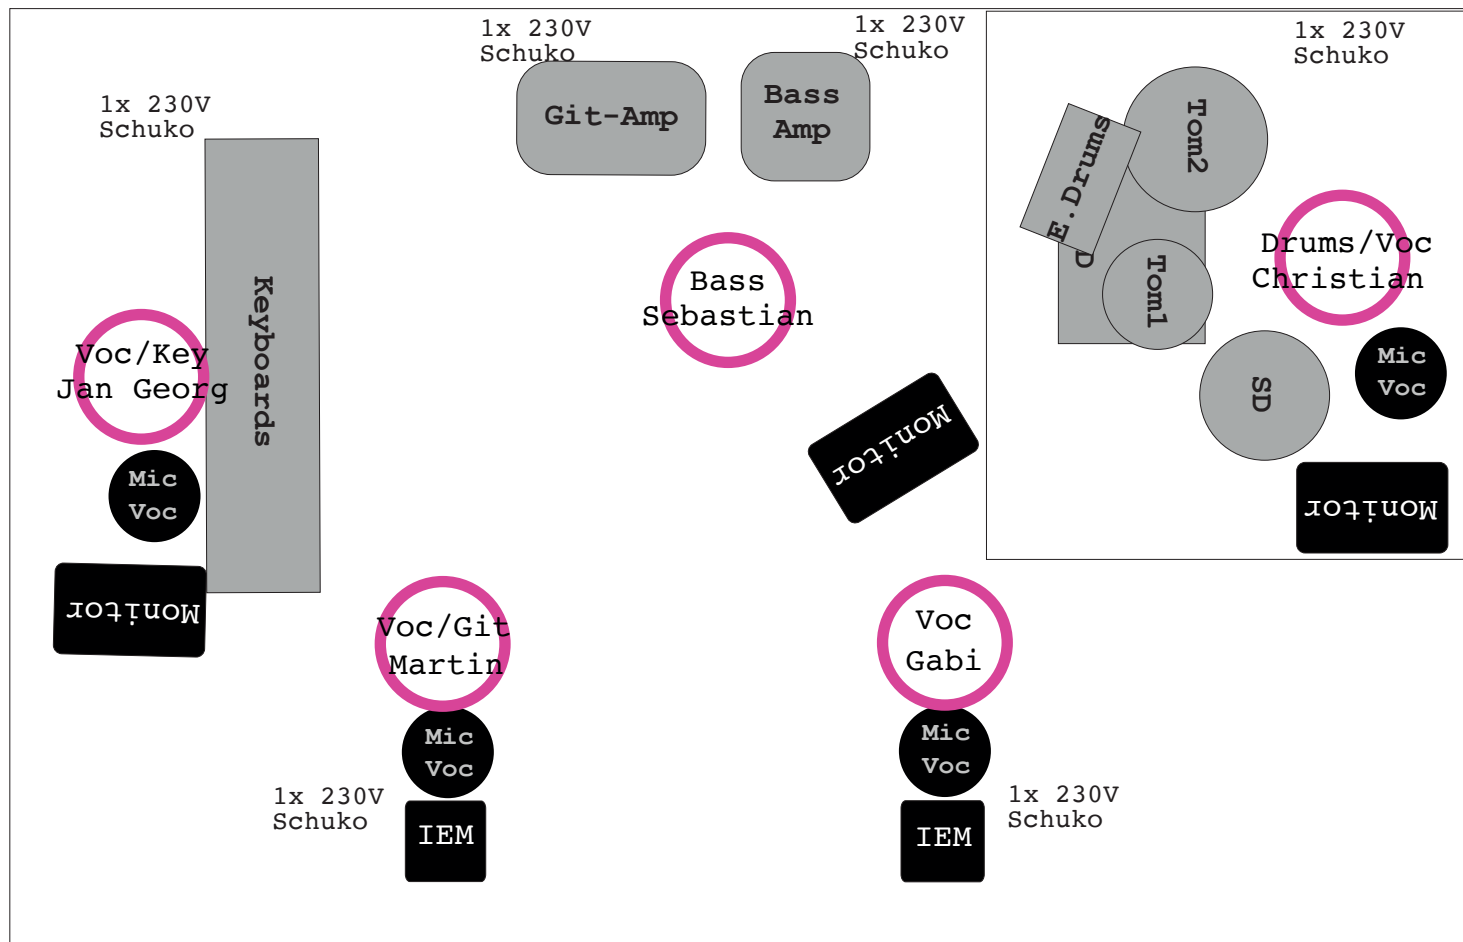 1x 230V
Schuko
1x 230V
Schuko
1x 230V
Schuko
1x 230V
Schuko
Git-Amp
Bass
Amp
E.Drums
Tom2
D
Tom1
SD
Drums/Voc
Christian
Mic
Voc
Monitor
Keyboards
Bass
Sebastian
Monitor
Voc/Key
Jan Georg
Mic
Voc
Monitor
Voc/Git
Martin
Mic
Voc
1x 230V
Schuko
IEM
Voc
Gabi
Mic
Voc
1x 230V
Schuko
IEM